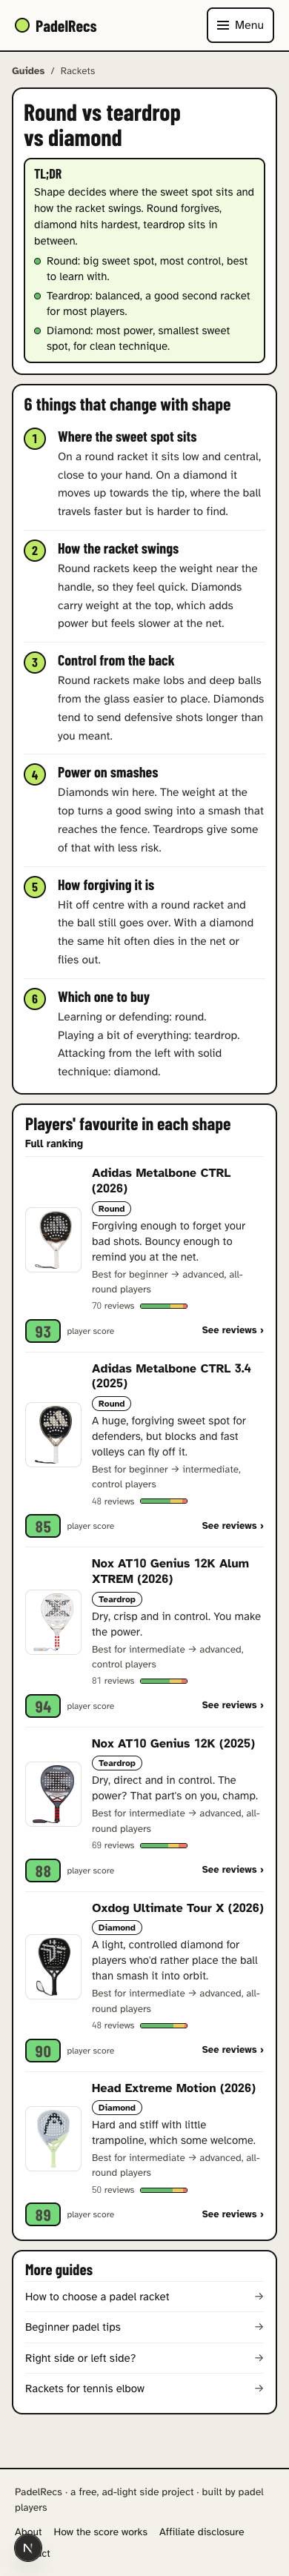 PadelRecs
Menu
Guides / Rackets
Round vs teardrop
vs diamond
TL;DR
Shape decides where the sweet spot sits and
how the racket swings. Round forgives,
diamond hits hardest, teardrop sits in
between.
Round: big sweet spot, most control, best
to learn with.
Teardrop: balanced, a good second racket
for most players.
Diamond: most power, smallest sweet
spot, for clean technique.
6 things that change with shape
1
Where the sweet spot sits
On a round racket it sits low and central,
close to your hand. On a diamond it
moves up towards the tip, where the ball
travels faster but is harder to find.
2
How the racket swings
Round rackets keep the weight near the
handle, so they feel quick. Diamonds
carry weight at the top, which adds
power but feels slower at the net.
3
Control from the back
Round rackets make lobs and deep balls
from the glass easier to place. Diamonds
tend to send defensive shots longer than
you meant.
4
Power on smashes
Diamonds win here. The weight at the
top turns a good swing into a smash that
reaches the fence. Teardrops give some
of that with less risk.
5
How forgiving it is
Hit off centre with a round racket and
the ball still goes over. With a diamond
the same hit often dies in the net or
flies out.
6
Which one to buy
Learning or defending: round.
Playing a bit of everything: teardrop.
Attacking from the left with solid
technique: diamond.
Players' favourite in each shape
Full ranking
Adidas Metalbone CTRL
(2026)
Round
Forgiving enough to forget your
bad shots. Bouncy enough to
remind you at the net.
Best for beginner → advanced, all-
round players
70 reviews
93 player score See reviews ›
Adidas Metalbone CTRL 3.4
(2025)
Round
A huge, forgiving sweet spot for
defenders, but blocks and fast
volleys can fly off it.
Best for beginner → intermediate,
control players
48 reviews
85 player score See reviews ›
Nox AT10 Genius 12K Alum
XTREM (2026)
Teardrop
Dry, crisp and in control. You make
the power.
Best for intermediate → advanced,
control players
81 reviews
94 player score See reviews ›
Nox AT10 Genius 12K (2025)
Teardrop
Dry, direct and in control. The
power? That part's on you, champ.
Best for intermediate → advanced, all-
round players
69 reviews
88 player score See reviews ›
Oxdog Ultimate Tour X (2026)
Diamond
A light, controlled diamond for
players who'd rather place the ball
than smash it into orbit.
Best for intermediate → advanced, all-
round players
48 reviews
90 player score See reviews ›
Head Extreme Motion (2026)
Diamond
Hard and stiff with little
trampoline, which some welcome.
Best for intermediate → advanced, all-
round players
50 reviews
89 player score See reviews ›
More guides
How to choose a padel racket →
Beginner padel tips →
Right side or left side? →
Rackets for tennis elbow →
PadelRecs · a free, ad-light side project · built by padel
players
About How the score works Affiliate disclosure
N